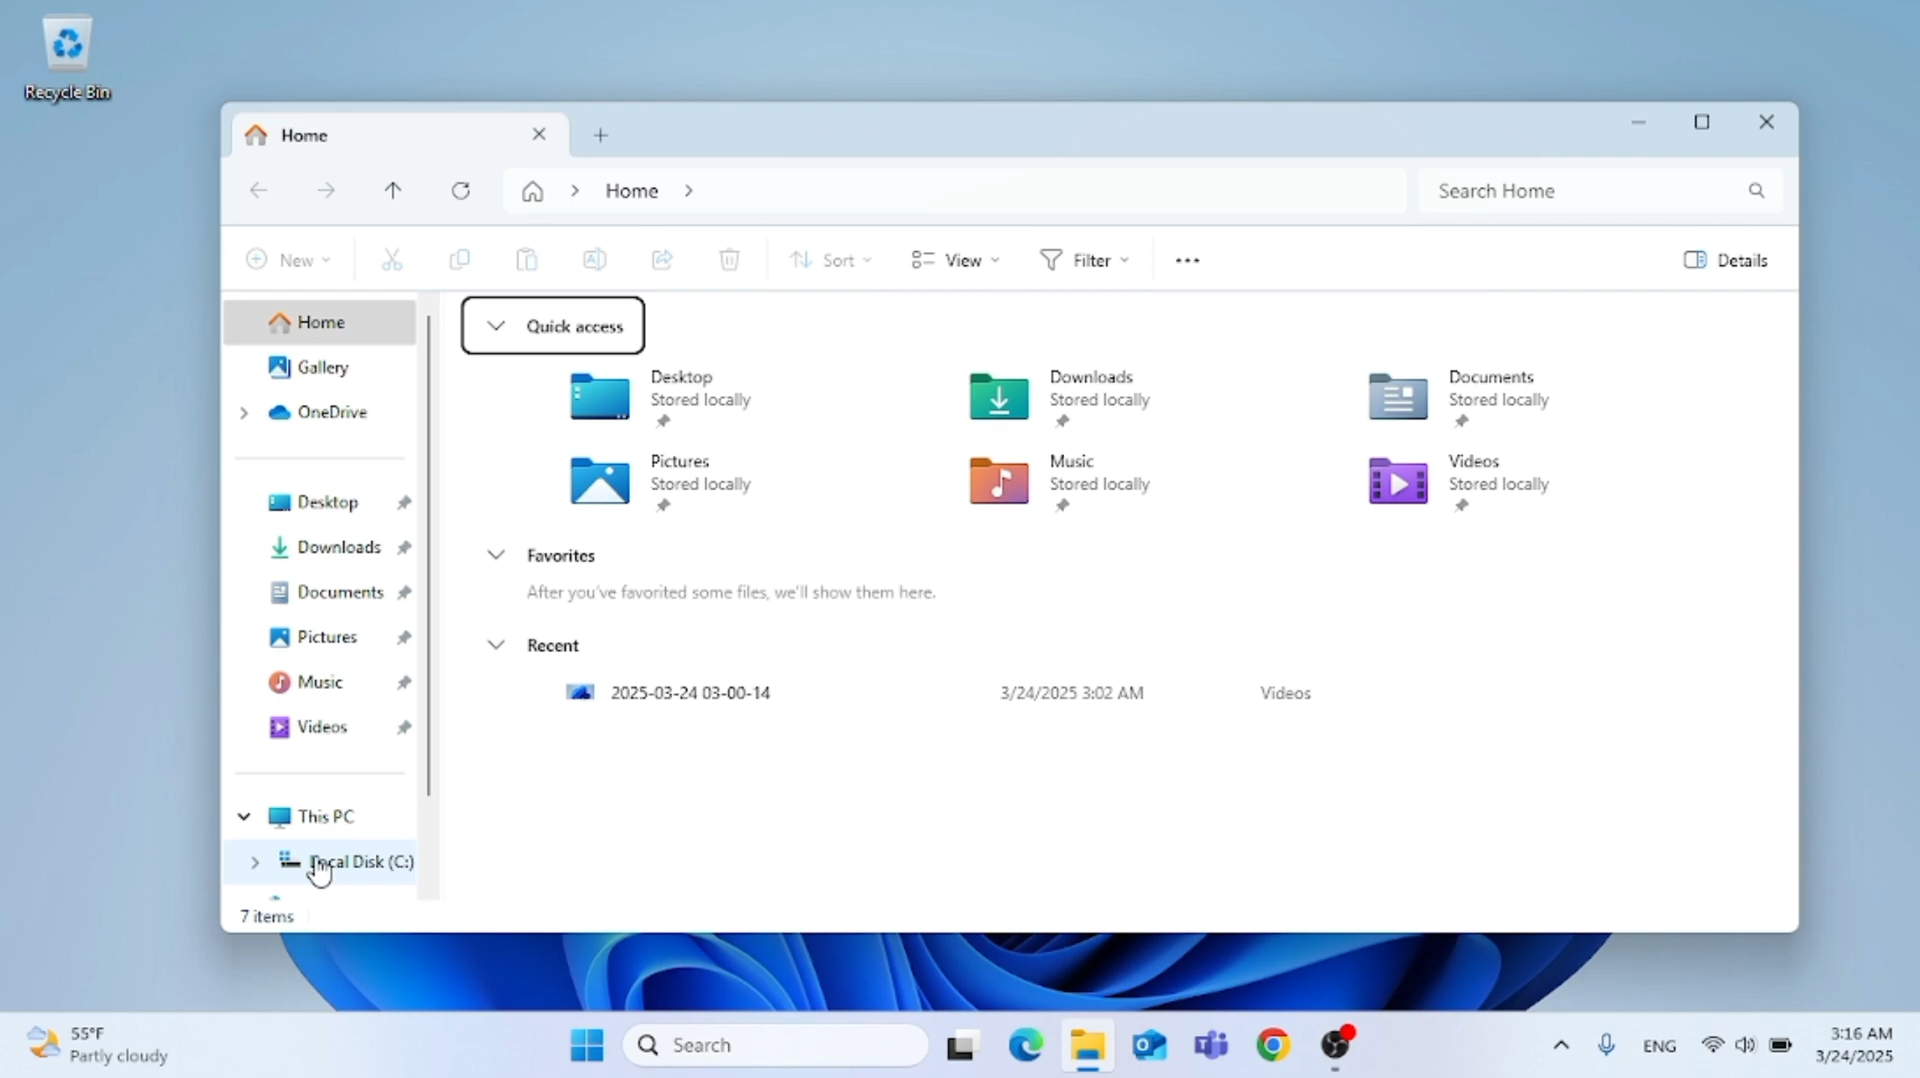 Recycle Bin
Home
Home
Search Home
New
Sort
View
Filter
Details
Home
Gallery
OneDrive
Desktop
Downloads
Documents
Pictures
Music
Videos
This PC
Local Disk (C:)
7 items
Quick access
Desktop
Stored locally
Downloads
Stored locally
Documents
Stored locally
Pictures
Stored locally
Music
Stored locally
Videos
Stored locally
Favorites
After you've favorited some files, we'll show them here.
Recent
2025-03-24 03-00-14 3/24/2025 3:02 AM Videos
55°F
Partly cloudy
Search
ENG
3:16 AM
3/24/2025